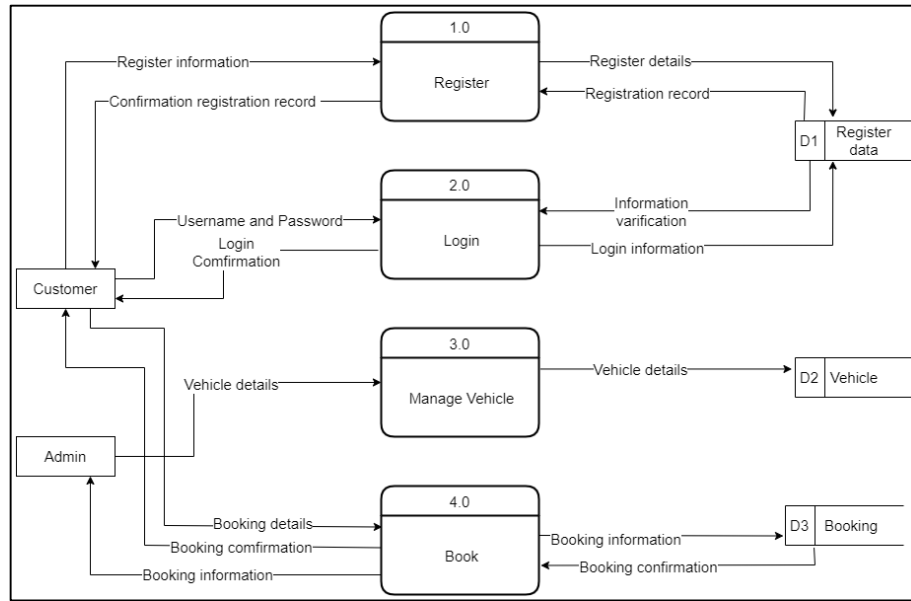 1.0
Register information
Register details
Register
Confirmation registration record
Registration record
D1
Register
data
2.0
Username and Password
Information
varification
Login
Comfirmation
Login
Login information
Customer
3.0
Vehicle details
Vehicle details
D2
Vehicle
Manage Vehicle
Admin
4.0
Booking details
D3
Booking
Booking information
Booking comfirmation
Book
Booking information
Booking confirmation